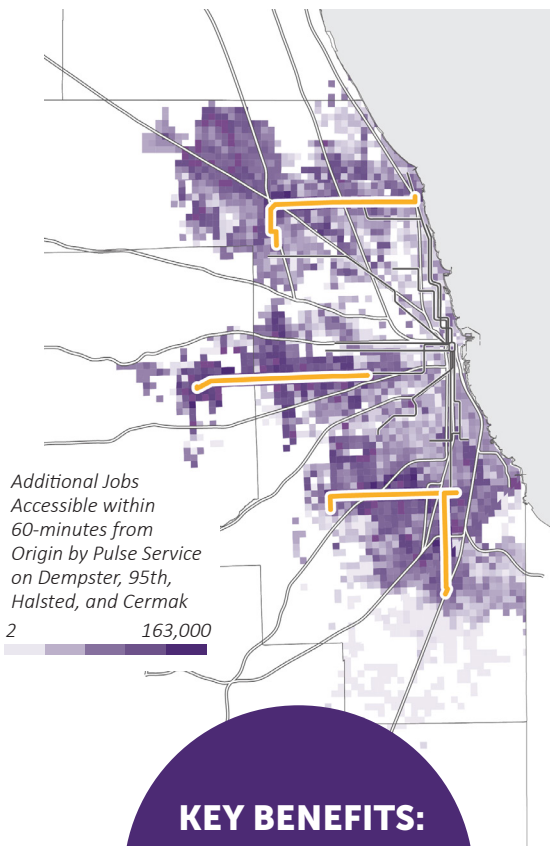 Additional Jobs
Accessible within
60-minutes from
Origin by Pulse Service
on Dempster, 95th,
Halsted, and Cermak
2 163,000
KEY BENEFITS: